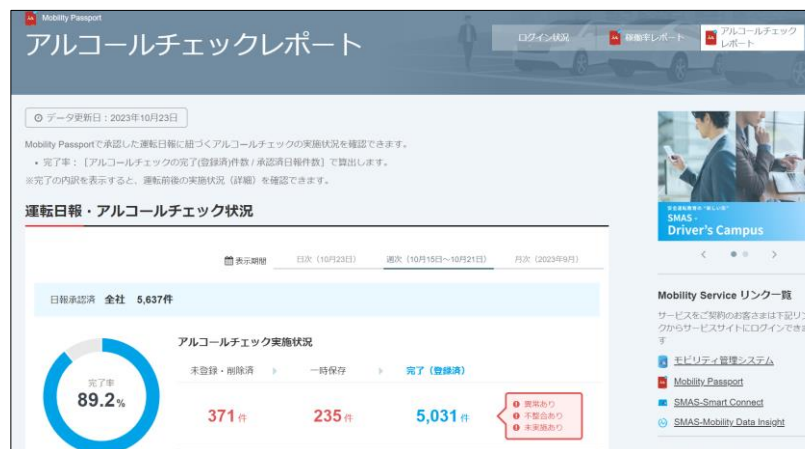 Mobility Passport
アルコールチェックレポート
ログイン状況
稼働率レポート
アルコールチェック
レポート
データ更新日：2023年10月23日
Mobility Passportで承認した運転日報に紐づくアルコールチェックの実施状況を確認できます。
• 完了率：［アルコールチェックの完了(登録済)件数 / 承認済日報件数］で算出します。
※完了の内訳を表示すると、運転前後の実施状況（詳細）を確認できます。
運転日報・アルコールチェック状況
表示期間
日次（10月23日）
週次（10月15日～10月21日）
月次（2023年9月）
日報承認済 全社 5,637件
アルコールチェック実施状況
未登録・削除済
一時保存
完了（登録済）
完了率
89.2%
371件
235件
5,031件
異常あり
不整合あり
未実施あり
SMAS -
Driver's Campus
Mobility Service リンク一覧
サービスをご契約のお客さまは下記リン
クからサービスサイトにログインできま
す
モビリティ管理システム
Mobility Passport
SMAS-Smart Connect
SMAS-Mobility Data Insight